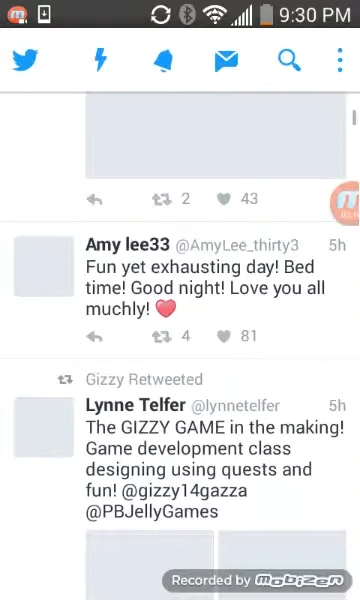 9:30 PM
2 43
Amy lee33 @AmyLee_thirty3 5h
Fun yet exhausting day! Bed
time! Good night! Love you all
muchly! ❤️
4 81
Gizzy Retweeted
Lynne Telfer @lynnetelfer 5h
The GIZZY GAME in the making!
Game development class
designing using quests and
fun! @gizzy14gazza
@PBJellyGames
Recorded by mobizen